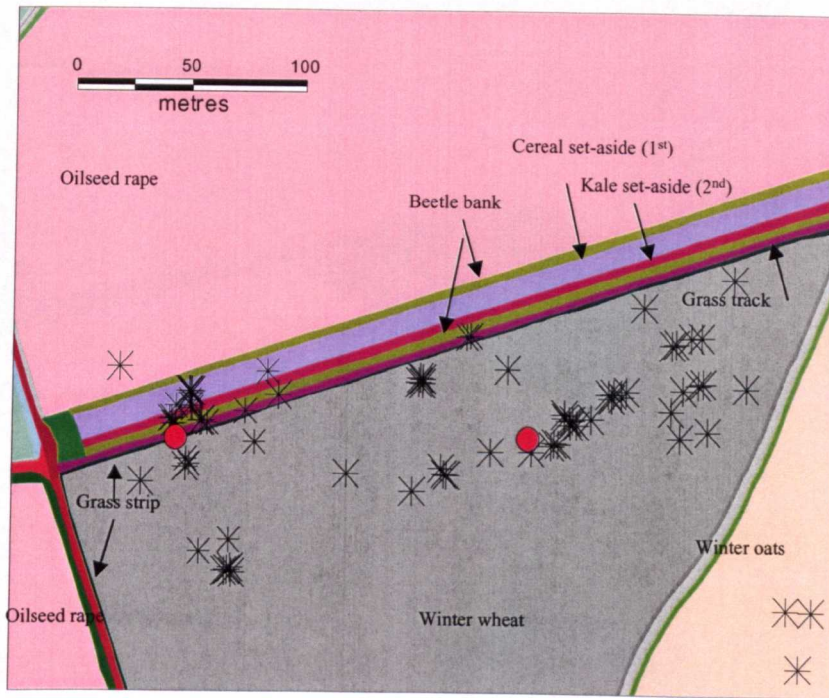 0 50 100
metres
Cereal set-aside (1st)
Oilseed rape
Kale set-aside (2nd)
Beetle bank
Grass track
Grass strip
Winter oats
Oilseed rape
Winter wheat